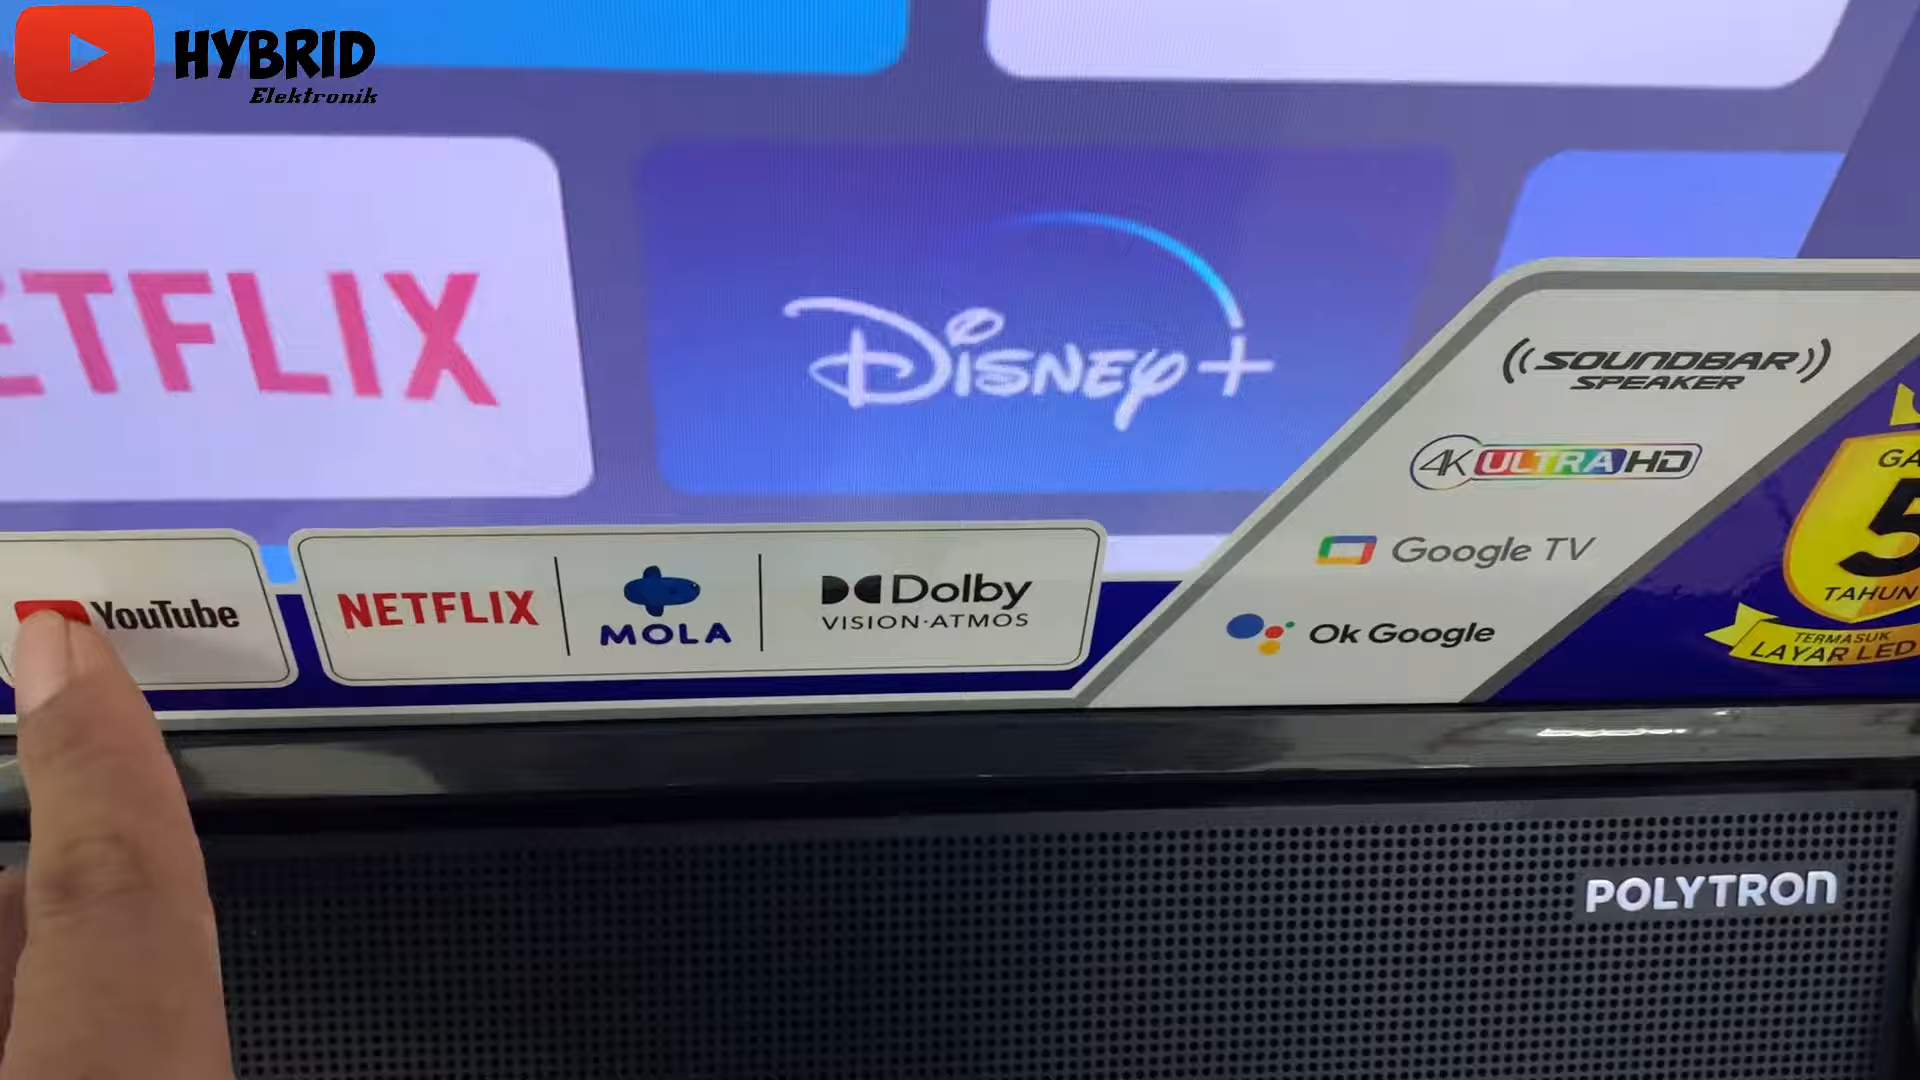 HYBRID
Elektronik
NETFLIX
DISNEY+
((SOUNDBAR))
SPEAKER
4K ULTRA HD
Google TV
Ok Google
YouTube
NETFLIX
MOLA
Dolby
VISION·ATMOS
5
TAHUN
TERMASUK
LAYAR LED
POLYTRON